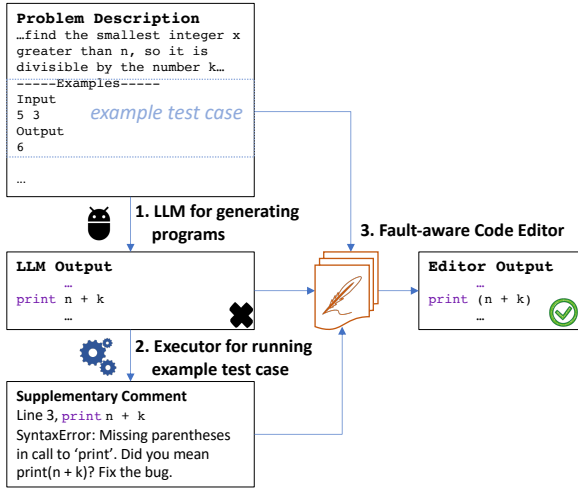 Problem Description
…find the smallest integer x
greater than n, so it is
divisible by the number k…
-----Examples-----
Input
5 3
example test case
Output
6
…
1. LLM for generating
programs
3. Fault-aware Code Editor
LLM Output
…
print n + k
…
Editor Output
…
print (n + k)
…
2. Executor for running
example test case
Supplementary Comment
Line 3, print n + k
SyntaxError: Missing parentheses
in call to ‘print’. Did you mean
print(n + k)? Fix the bug.